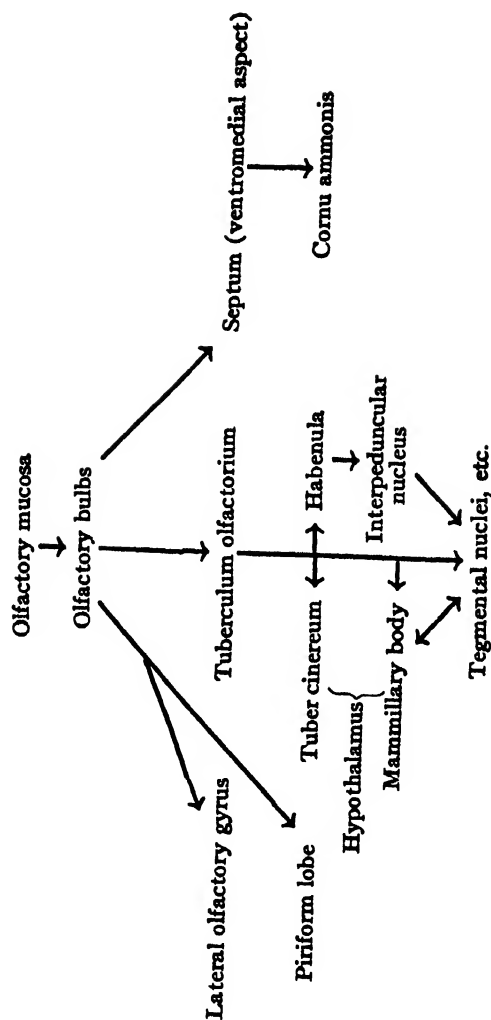 Olfactory mucosa
Olfactory bulbs
Lateral olfactory gyrus
Tuberculum olfactorium
Septum (ventromedial aspect)
Piriform lobe
Tuber cinereum
Habenula
Cornu ammonis
Hypothalamus
Mammillary body
Interpeduncular
nucleus
Tegmental nuclei, etc.